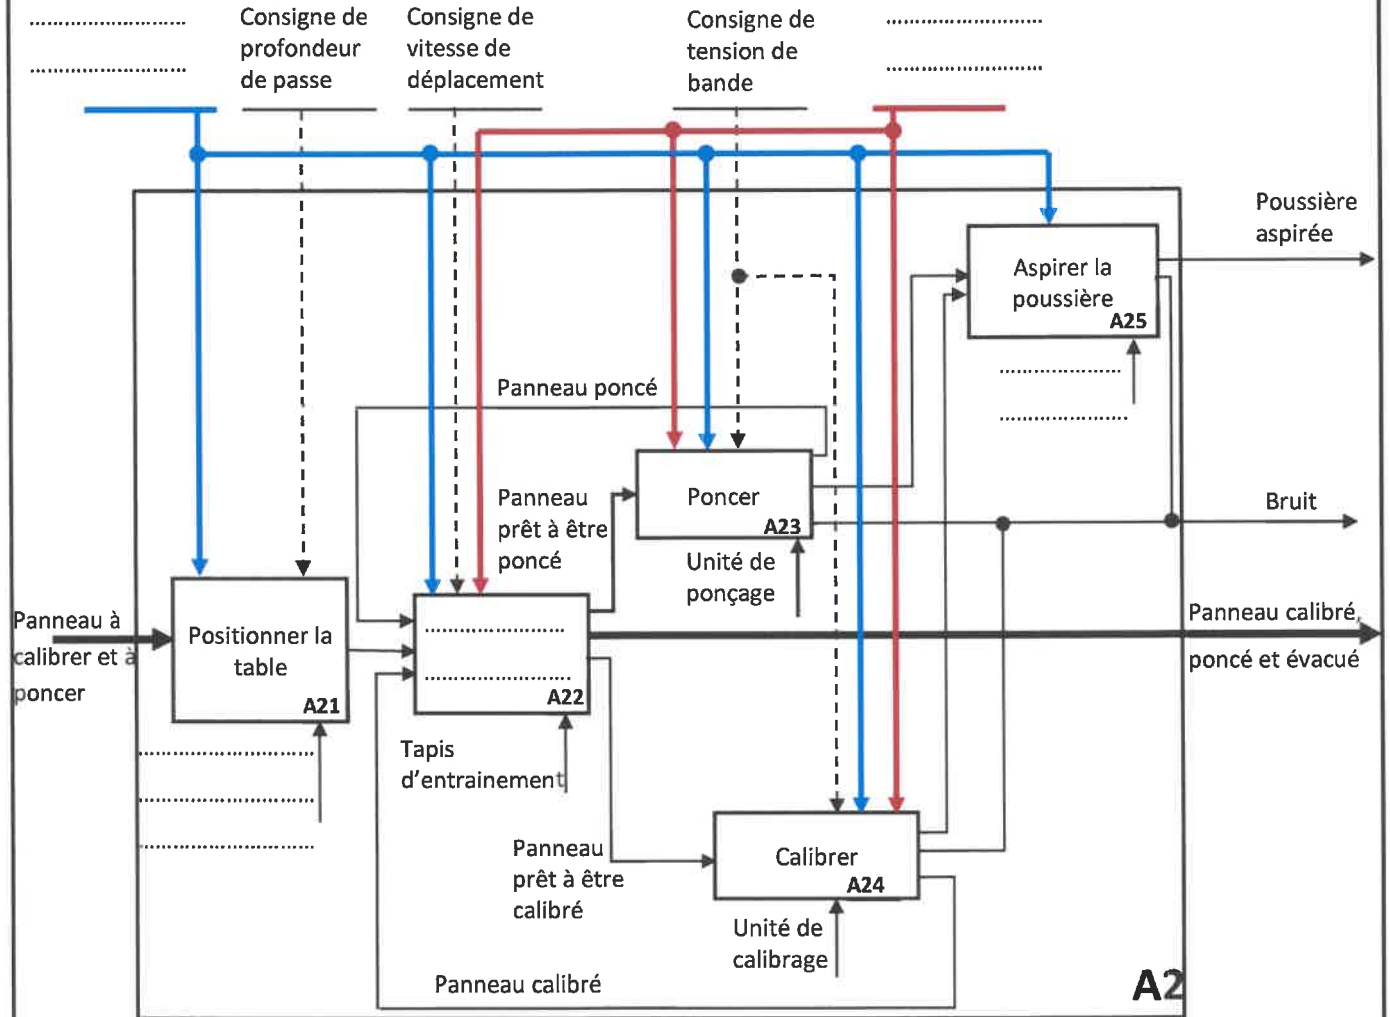 Consigne de
profondeur
de passe
Consigne de
vitesse de
déplacement
Consigne de
tension de
bande
Poussière
aspirée
Aspirer la
poussière
A25
Panneau poncé
Panneau
prêt à être
poncé
Poncer
A23
Bruit
Unité de
ponçage
Panneau à
calibrer et à
poncer
Positionner la
table
A21
A22
Panneau calibré,
poncé et évacué
Tapis
d'entrainement
Panneau
prêt à être
calibré
Calibrer
A24
Unité de
calibrage
Panneau calibré
A2